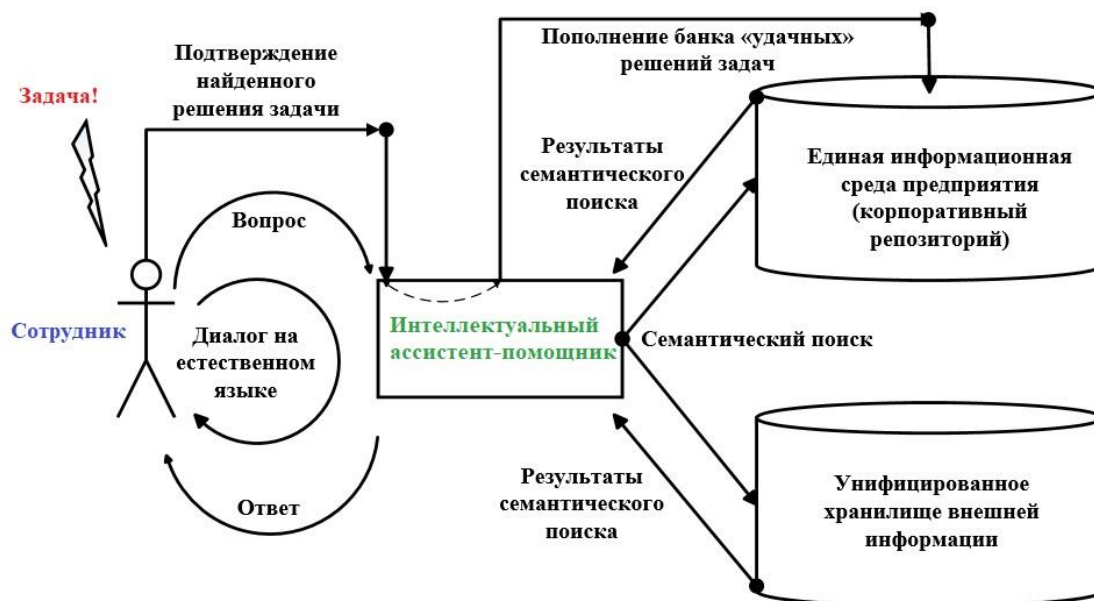 Задача!
Подтверждение
найденного
решения задачи
Пополнение банка «удачных»
решений задач
Результаты
семантического
поиска
Единая информационная
среда предприятия
(корпоративный
репозиторий)
Вопрос
Сотрудник
Диалог на
естественном
языке
Интеллектуальный
ассистент-помощник
Семантический поиск
Результаты
семантического
поиска
Ответ
Унифицированное
хранилище внешней
информации